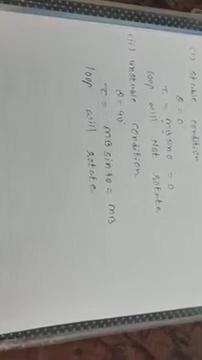 (i) stable condition
θ = 0
τ = mB sin 0 = 0
loop will Not rotate
(ii) unstable condition
θ = 90
τ = mB sin 90 = mB
loop will rotate